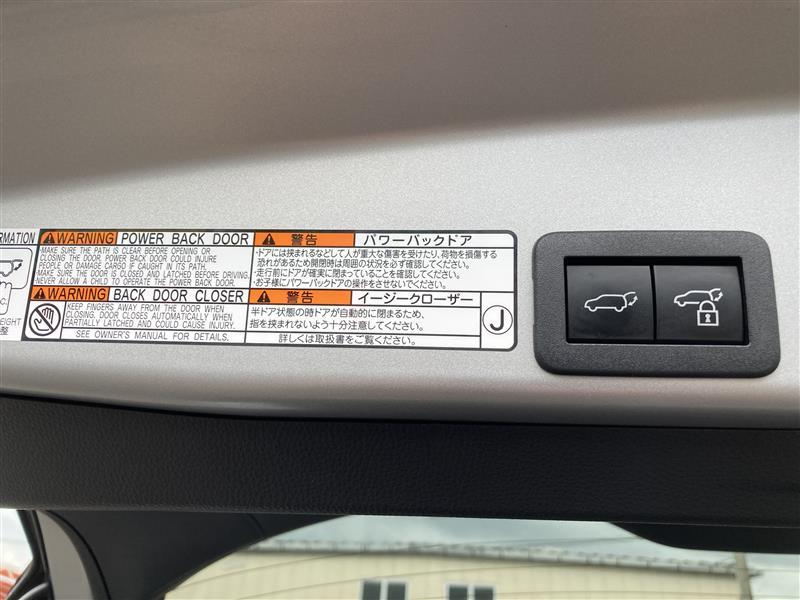 RMATION
EIGHT
整
WARNING POWER BACK DOOR
・MAKE SURE THE PATH IS CLEAR BEFORE OPENING OR
CLOSING THE DOOR. POWER BACK DOOR COULD INJURE
PEOPLE OR DAMAGE CARGO IF CAUGHT IN ITS PATH.
・MAKE SURE THE DOOR IS CLOSED AND LATCHED BEFORE DRIVING.
・NEVER ALLOW A CHILD TO OPERATE THE POWER BACK DOOR.
警告 パワーバックドア
・ドアには挟まれるなどして人が重大な傷害を受けたり、荷物を損傷する
恐れがあるため開閉時は周囲の状況を必ず確認してください。
・走行前にドアが確実に閉まっていることを確認してください。
・お子様にパワーバックドアの操作をさせないでください。
WARNING BACK DOOR CLOSER
KEEP FINGERS AWAY FROM THE DOOR WHEN
CLOSING. DOOR CLOSES AUTOMATICALLY WHEN
PARTIALLY LATCHED AND COULD CAUSE INJURY.
SEE OWNER'S MANUAL FOR DETAILS.
警告 イージークローザー
半ドア状態の時ドアが自動的に閉まるため、
指を挟まれないよう十分注意してください。
詳しくは取扱書をご覧ください。
J